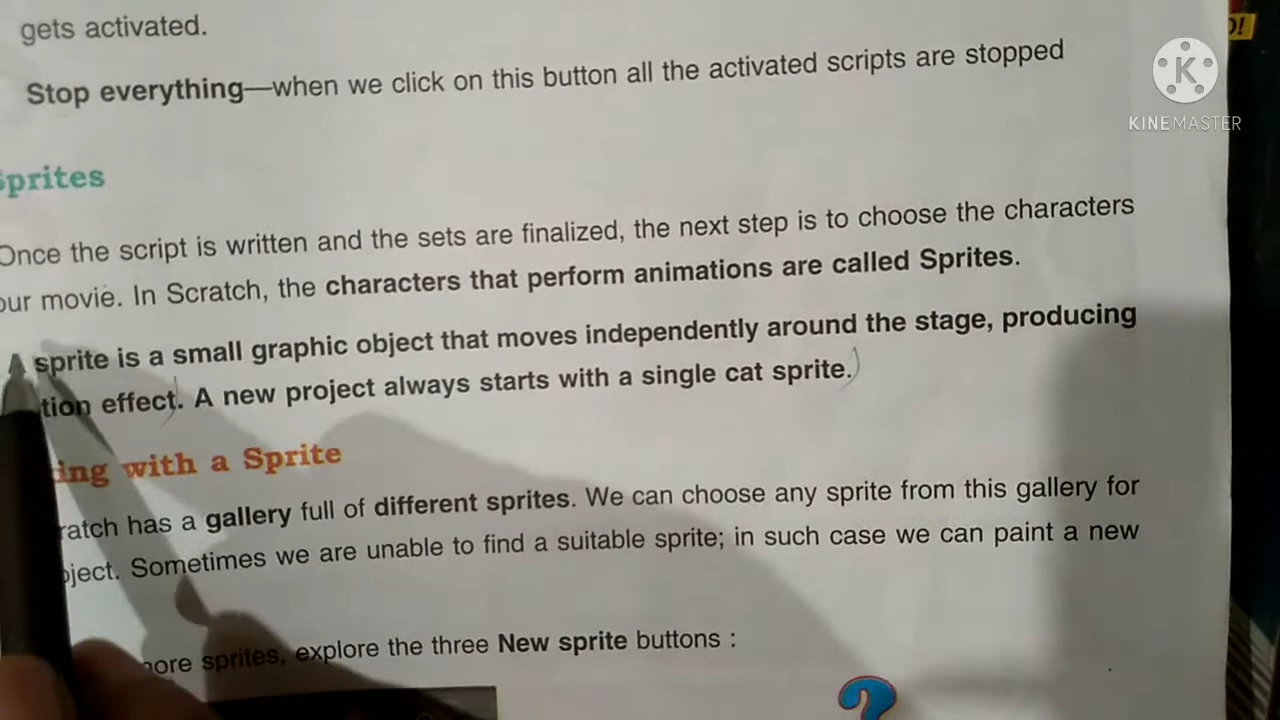 gets activated.
Stop everything—when we click on this button all the activated scripts are stopped
KINEMASTER
Sprites
Once the script is written and the sets are finalized, the next step is to choose the characters
our movie. In Scratch, the characters that perform animations are called Sprites.
A sprite is a small graphic object that moves independently around the stage, producing
tion effect. A new project always starts with a single cat sprite.
ing with a Sprite
ratch has a gallery full of different sprites. We can choose any sprite from this gallery for
oject. Sometimes we are unable to find a suitable sprite; in such case we can paint a new
more sprites, explore the three New sprite buttons :
?